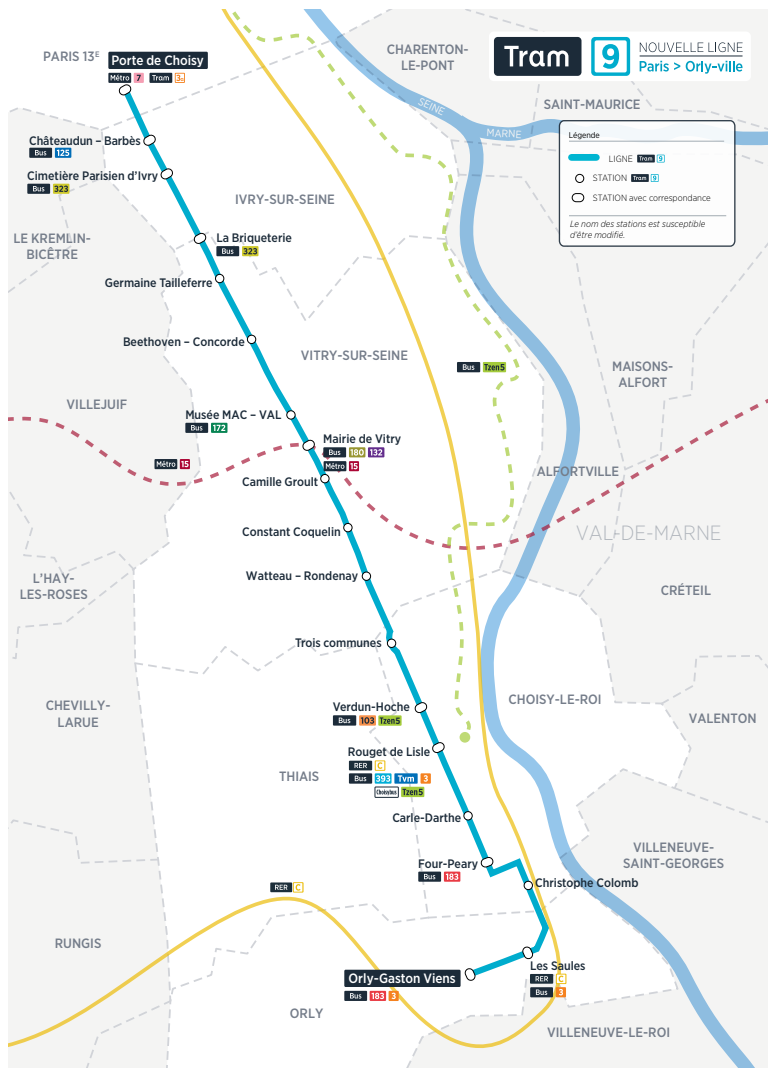 Tram 9 NOUVELLE LIGNE
Paris > Orly-ville
PARIS 13E
Porte de Choisy
Métro 7 Tram 3a
CHARENTON-
LE-PONT
SAINT-MAURICE
SEINE
MARNE
Légende
LIGNE Tram 9
STATION Tram 9
STATION avec correspondance
Le nom des stations est susceptible
d'être modifié.
Châteaudun – Barbès
Bus 125
Cimetière Parisien d'Ivry
Bus 323
IVRY-SUR-SEINE
LE KREMLIN-
BICÊTRE
La Briqueterie
Bus 323
Germaine Tailleferre
Beethoven – Concorde
VITRY-SUR-SEINE
Bus Tzen5
MAISONS-
ALFORT
VILLEJUIF
Musée MAC – VAL
Bus 172
Mairie de Vitry
Bus 180 132
Métro 15
Métro 15
Camille Groult
ALFORTVILLE
Constant Coquelin
VAL-DE-MARNE
Watteau – Rondenay
L'HAY-
LES-ROSES
CRÉTEIL
Trois communes
CHEVILLY-
LARUE
CHOISY-LE-ROI
Verdun-Hoche
Bus 103 Tzen5
VALENTON
Rouget de Lisle
RER C
Bus 393 Tvm 3
Choisybus Tzen5
THIAIS
Carle-Darthe
VILLENEUVE-
SAINT-GEORGES
Four-Peary
Bus 183
Christophe Colomb
RER C
RUNGIS
Les Saules
RER C
Bus 3
Orly-Gaston Viens
Bus 183 3
ORLY
VILLENEUVE-LE-ROI